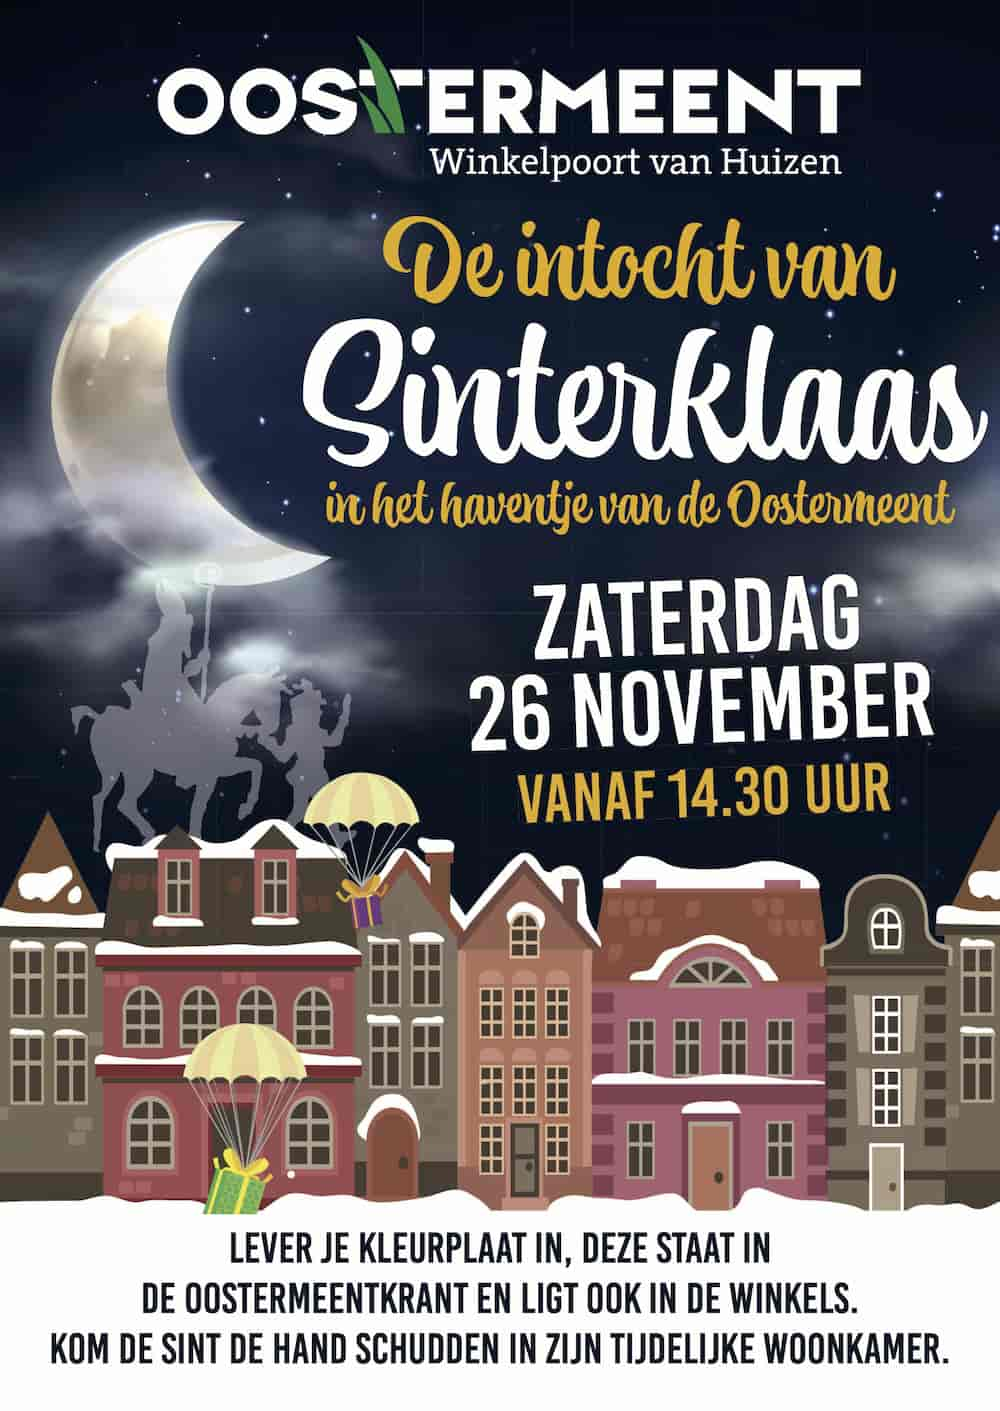 OOSTERMEENT
Winkelpoort van Huizen
De intocht van
Sinterklaas
in het haventje van de Oostermeent
ZATERDAG
26 NOVEMBER
VANAF 14.30 UUR
LEVER JE KLEURPLAAT IN, DEZE STAAT IN
DE OOSTERMEENTKRANT EN LIGT OOK IN DE WINKELS.
KOM DE SINT DE HAND SCHUDDEN IN ZIJN TIJDELIJKE WOONKAMER.